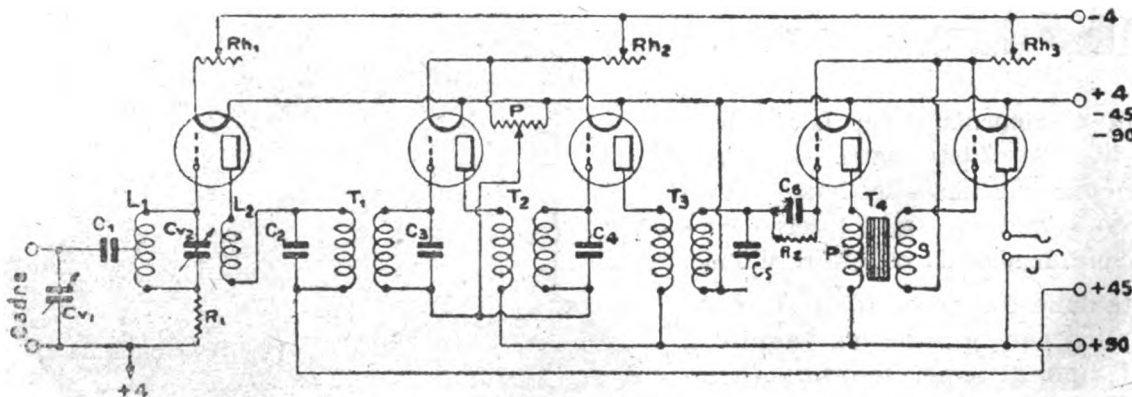 -4
Rh₁
Rh₂
Rh₃
+4
-45
-90
P
L₁
L₂
T₁
T₂
T₃
T₄
C₁
Cv₂
C₂
C₃
C₄
C₆
R₂
C₅
P
S
J
Cadre
Cv₁
R₁
+45
+90
+4